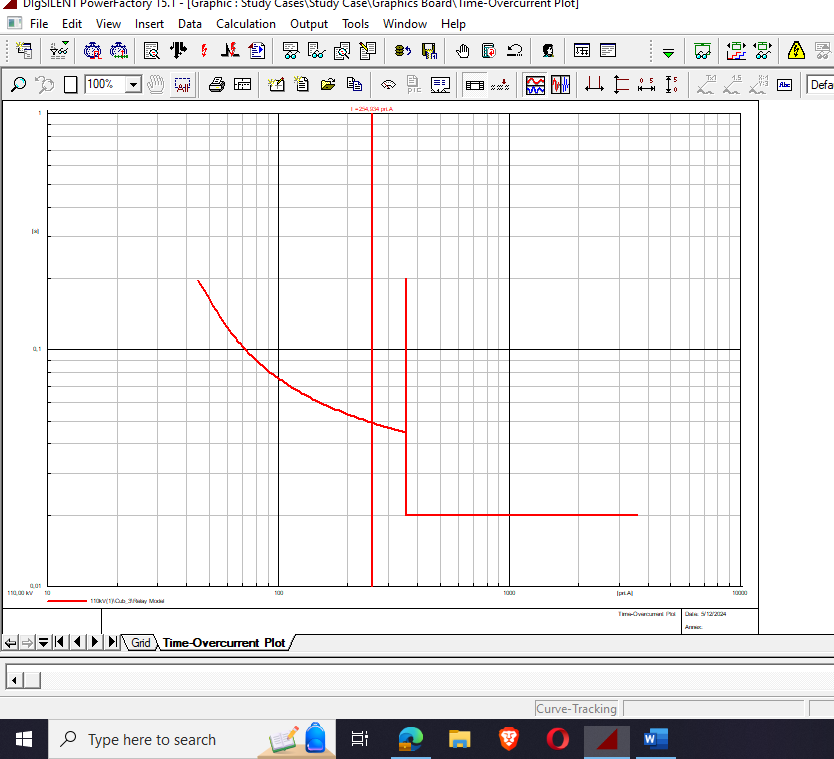 DIgSILENT PowerFactory 15.1 - [Graphic : Study Cases\Study Case\Graphics Board\Time-Overcurrent Plot]
File Edit View Insert Data Calculation Output Tools Window Help
100% Defa
I =254,934 pri.A
1
[s]
0,1
0,01
110,00 kV 10 100 1000 [pri.A] 10000
110kV(1)\Cub_3\Relay Model
Time-Overcurrent Plot Date: 5/12/2024
Annex:
Grid Time-Overcurrent Plot
Curve-Tracking
Type here to search